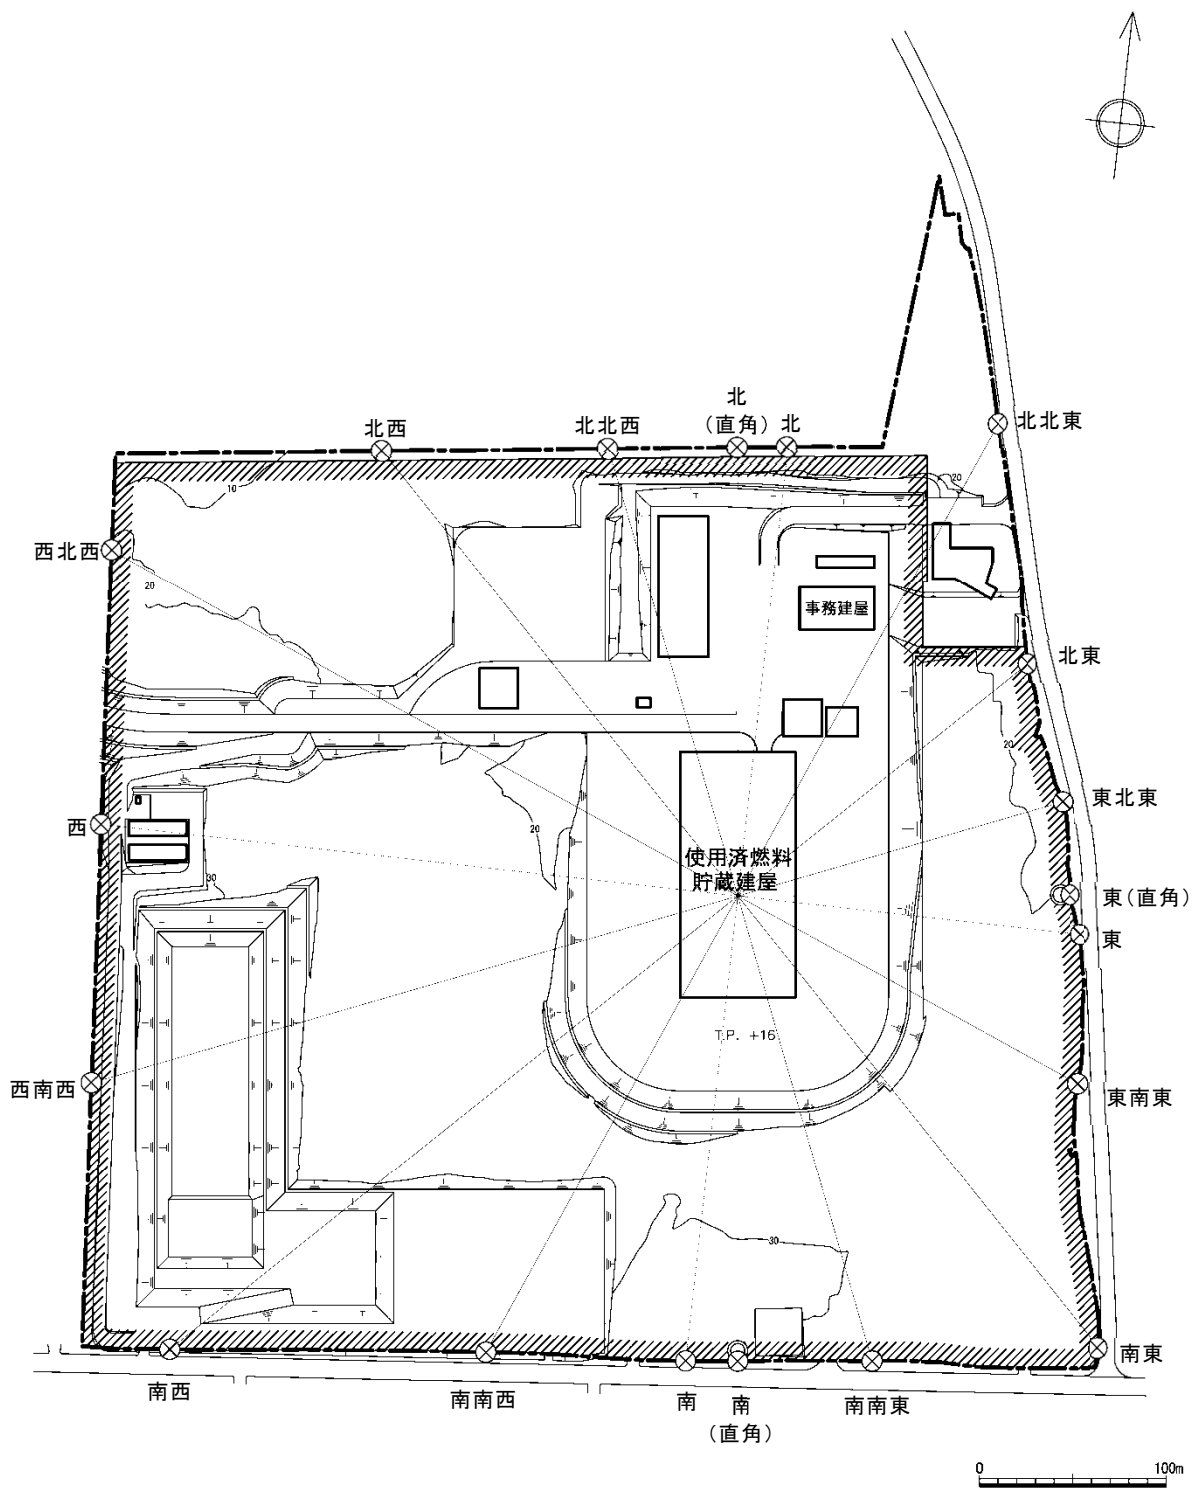 北
(直角)
北
北西
北北西
北北東
10
20
西北西
20
事務建屋
北東
20
東北東
西
20
使用済燃料
貯蔵建屋
30
東(直角)
東
T.P. +16
西南西
東南東
30
南東
南西
南南西
南
南
(直角)
南南東
0
100m